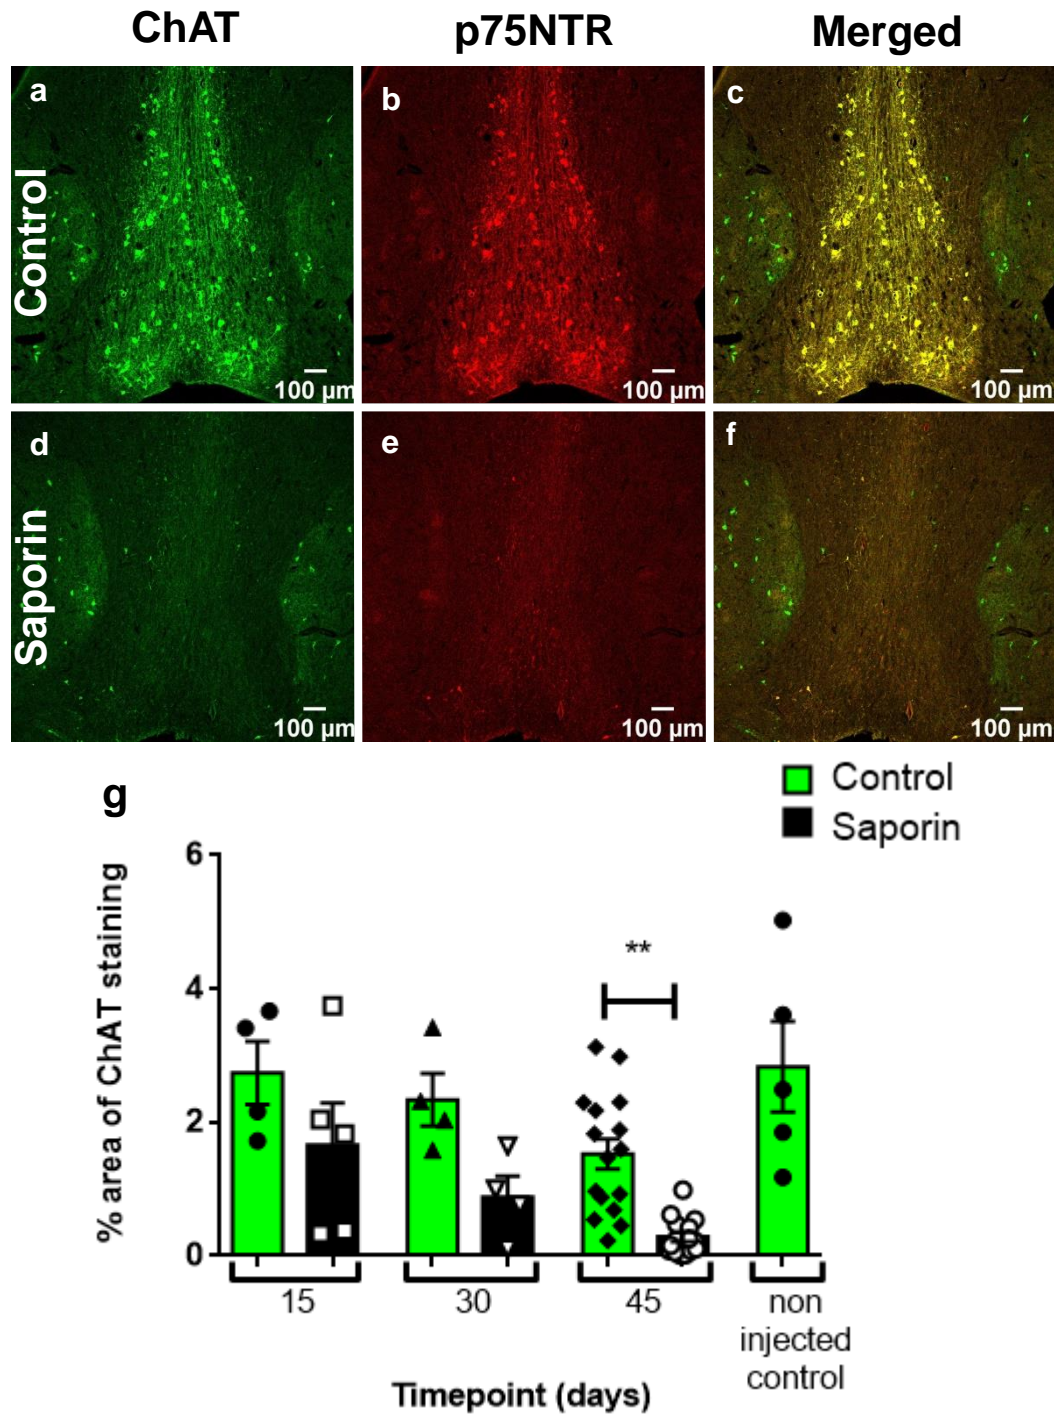 ChAT p75NTR Merged
a b c
Control
100 µm 100 µm 100 µm
d e f
Saporin
100 µm 100 µm 100 µm
g
Control
Saporin
% area of ChAT staining
6
4
2
0
**
15 30 45 non
injected
control
Timepoint (days)